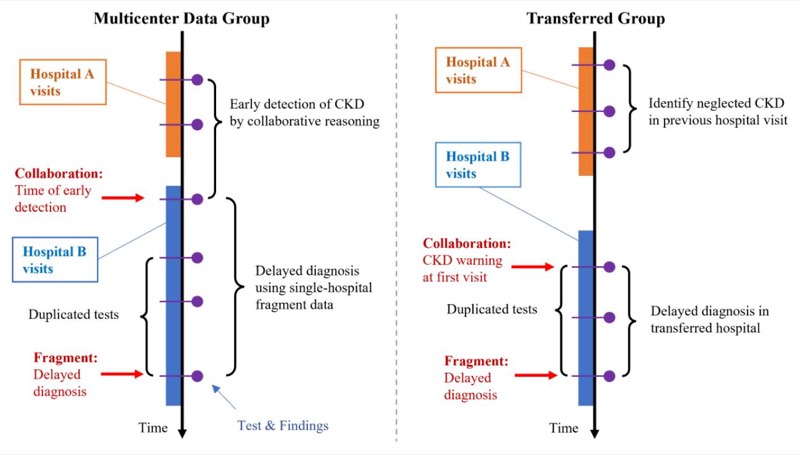 Multicenter Data Group
Hospital A
visits
Early detection of CKD
by collaborative reasoning
Collaboration:
Time of early
detection
Hospital B
visits
Delayed diagnosis
using single-hospital
fragment data
Duplicated tests
Fragment:
Delayed
diagnosis
Time
Test & Findings
Transferred Group
Hospital A
visits
Identify neglected CKD
in previous hospital visit
Hospital B
visits
Collaboration:
CKD warning
at first visit
Duplicated tests
Delayed diagnosis in
transferred hospital
Fragment:
Delayed
diagnosis
Time